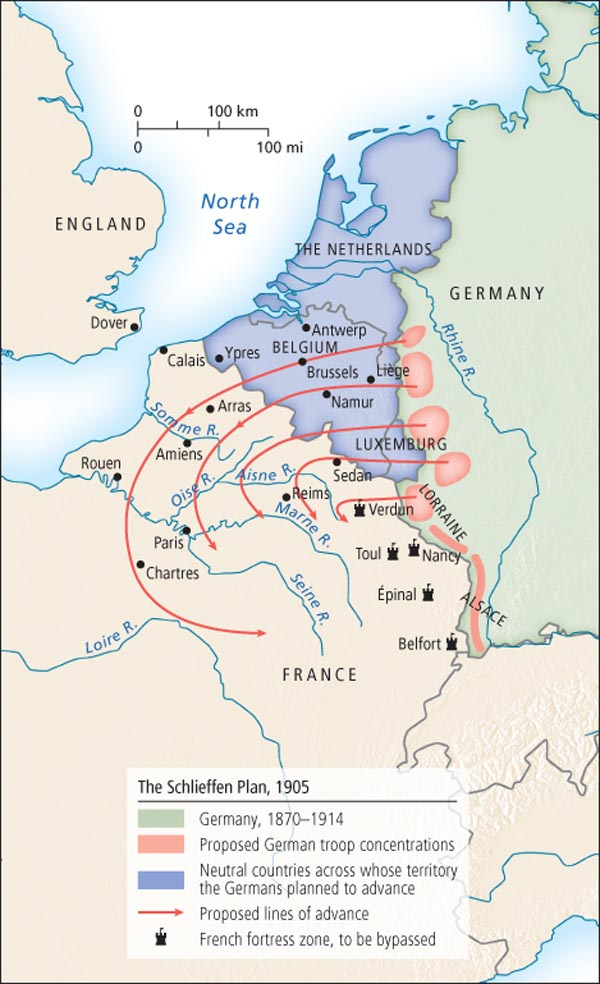 0 100 km
0 100 mi
North
Sea
ENGLAND
THE NETHERLANDS
GERMANY
Rhine R.
Dover
Antwerp
BELGIUM
Calais
Ypres
Brussels
Liège
Namur
Arras
Somme R.
LUXEMBURG
Amiens
Rouen
Sedan
Aisne R.
Oise R.
Reims
Verdun
LORRAINE
Marne R.
Paris
Toul
Nancy
Chartres
Seine R.
Épinal
ALSACE
Loire R.
Belfort
FRANCE
The Schlieffen Plan, 1905
Germany, 1870–1914
Proposed German troop concentrations
Neutral countries across whose territory
the Germans planned to advance
Proposed lines of advance
French fortress zone, to be bypassed